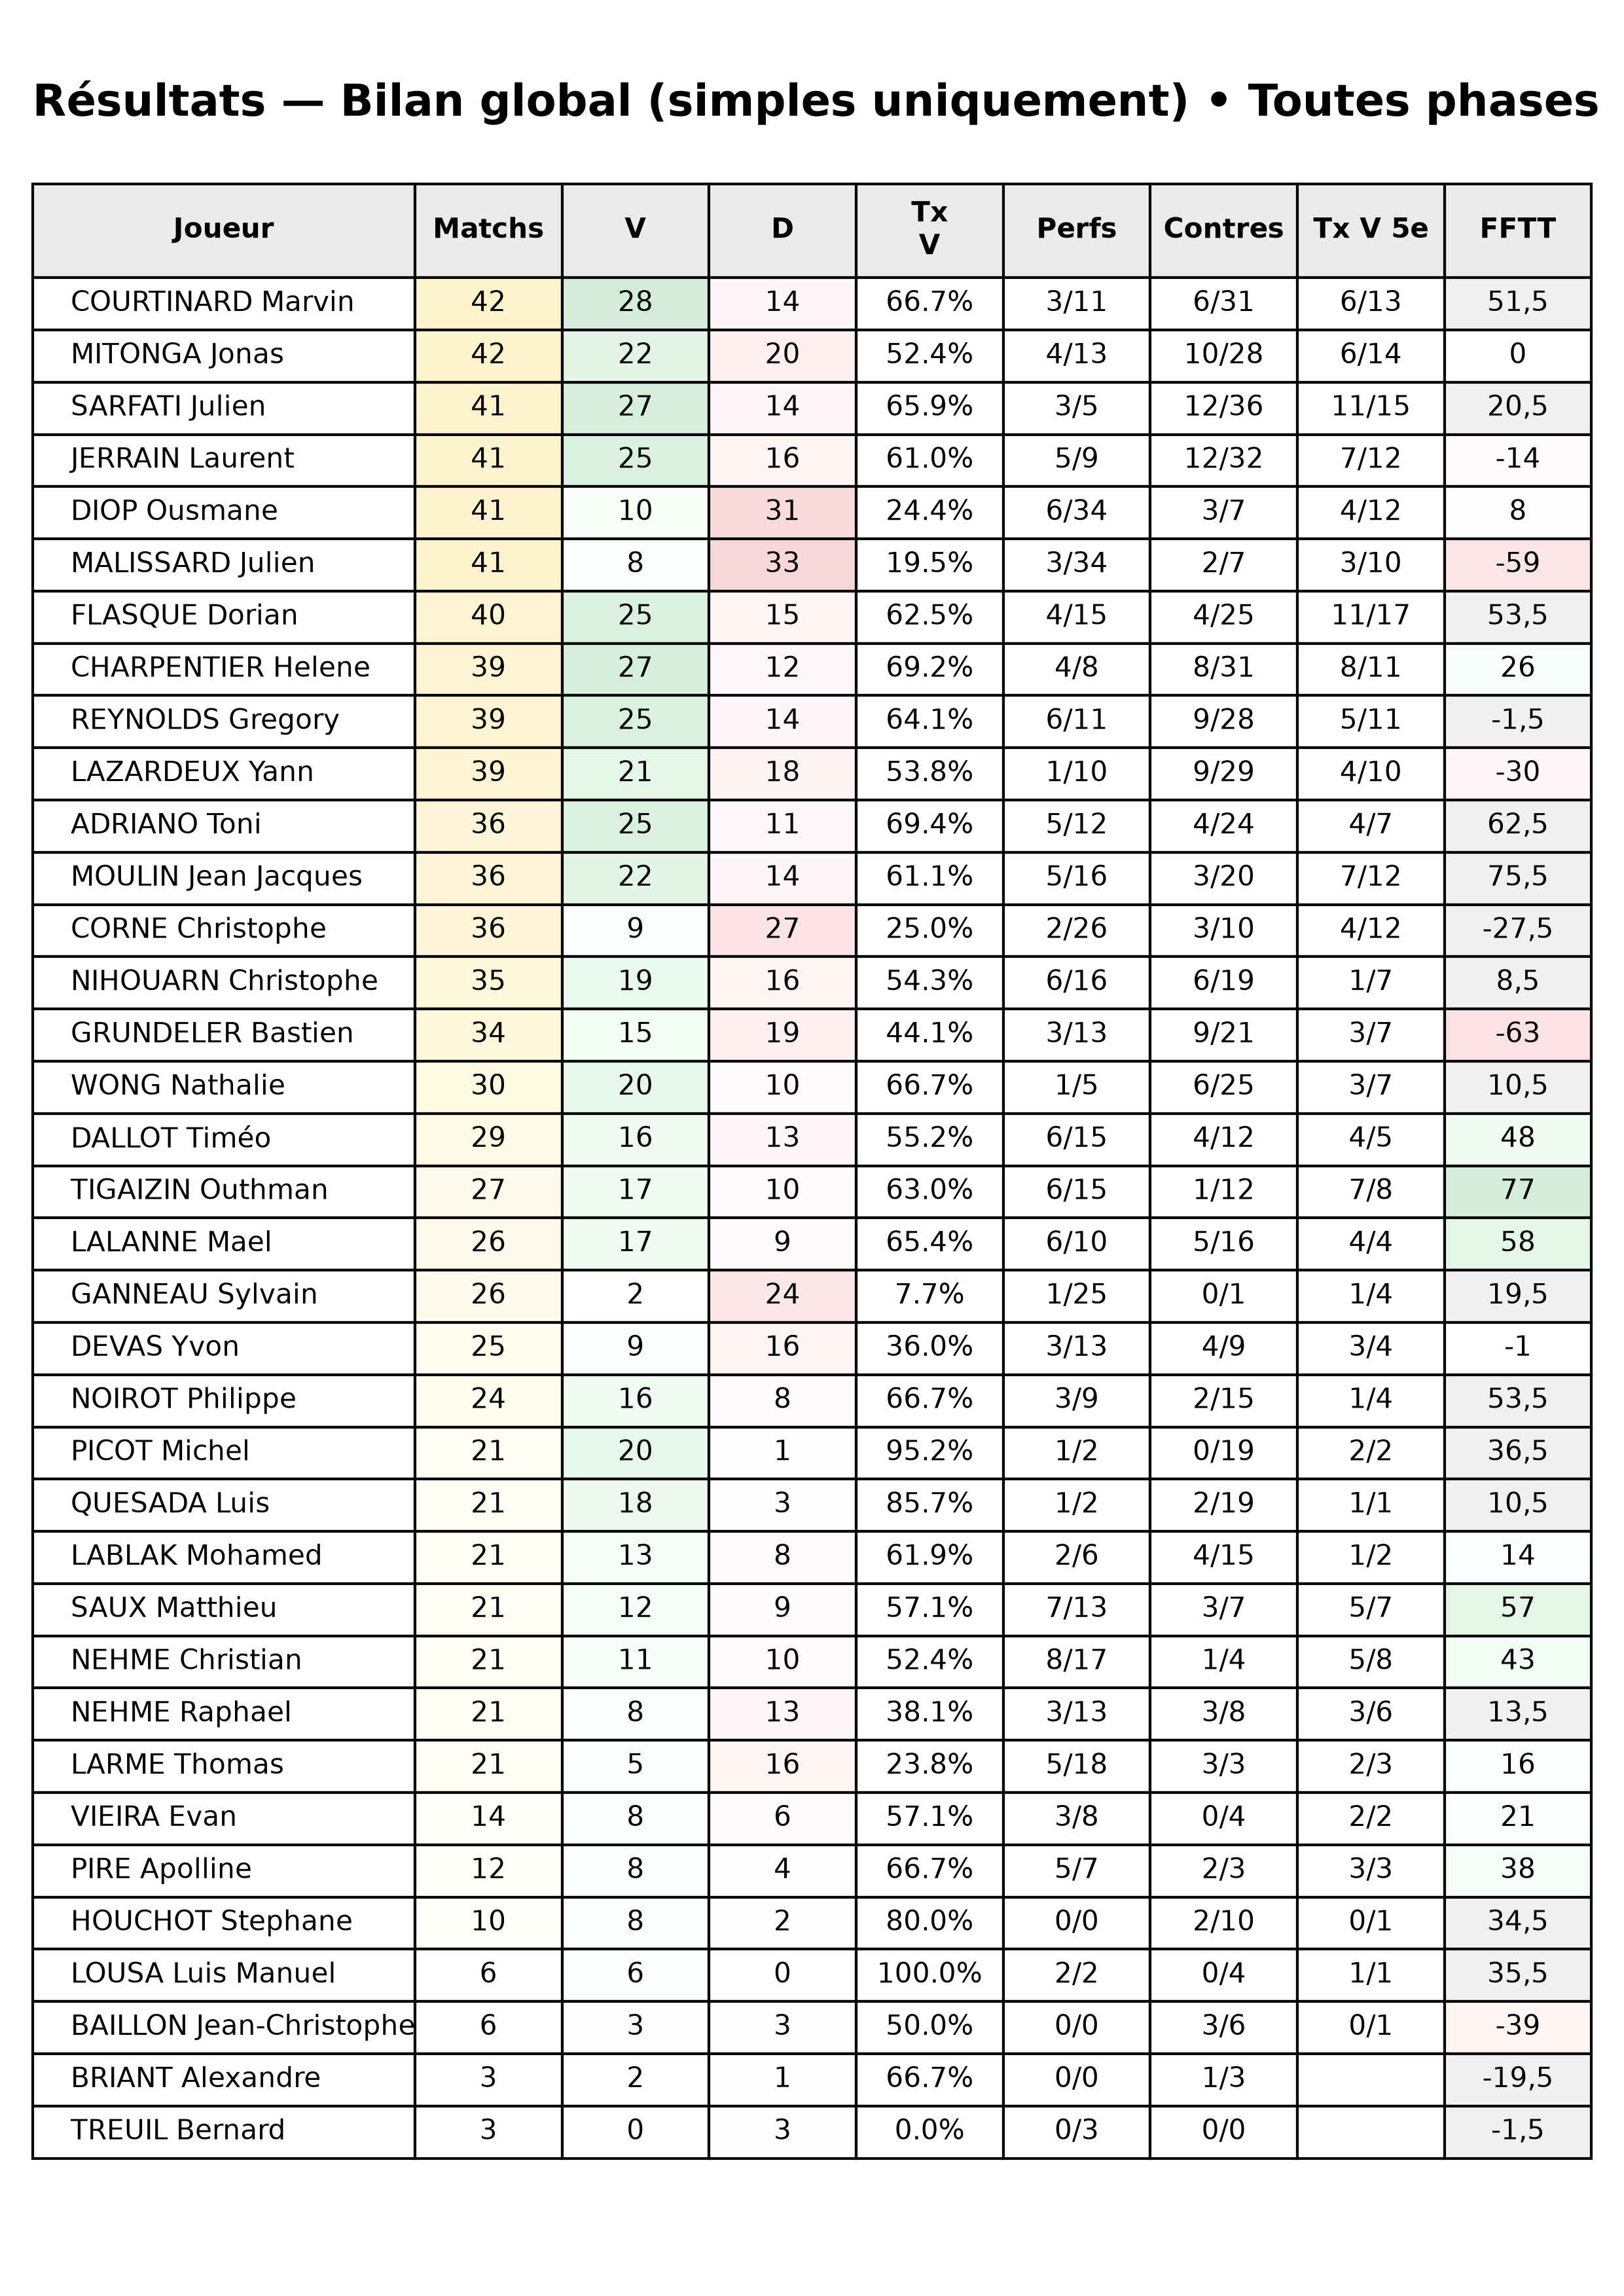 Résultats — Bilan global (simples uniquement) • Toutes phases
Joueur Matchs V D Tx V Perfs Contres Tx V 5e FFTT
COURTINARD Marvin 42 28 14 66.7% 3/11 6/31 6/13 51,5
MITONGA Jonas 42 22 20 52.4% 4/13 10/28 6/14 0
SARFATI Julien 41 27 14 65.9% 3/5 12/36 11/15 20,5
JERRAIN Laurent 41 25 16 61.0% 5/9 12/32 7/12 -14
DIOP Ousmane 41 10 31 24.4% 6/34 3/7 4/12 8
MALISSARD Julien 41 8 33 19.5% 3/34 2/7 3/10 -59
FLASQUE Dorian 40 25 15 62.5% 4/15 4/25 11/17 53,5
CHARPENTIER Helene 39 27 12 69.2% 4/8 8/31 8/11 26
REYNOLDS Gregory 39 25 14 64.1% 6/11 9/28 5/11 -1,5
LAZARDEUX Yann 39 21 18 53.8% 1/10 9/29 4/10 -30
ADRIANO Toni 36 25 11 69.4% 5/12 4/24 4/7 62,5
MOULIN Jean Jacques 36 22 14 61.1% 5/16 3/20 7/12 75,5
CORNE Christophe 36 9 27 25.0% 2/26 3/10 4/12 -27,5
NIHOUARN Christophe 35 19 16 54.3% 6/16 6/19 1/7 8,5
GRUNDELER Bastien 34 15 19 44.1% 3/13 9/21 3/7 -63
WONG Nathalie 30 20 10 66.7% 1/5 6/25 3/7 10,5
DALLOT Timéo 29 16 13 55.2% 6/15 4/12 4/5 48
TIGAIZIN Outhman 27 17 10 63.0% 6/15 1/12 7/8 77
LALANNE Mael 26 17 9 65.4% 6/10 5/16 4/4 58
GANNEAU Sylvain 26 2 24 7.7% 1/25 0/1 1/4 19,5
DEVAS Yvon 25 9 16 36.0% 3/13 4/9 3/4 -1
NOIROT Philippe 24 16 8 66.7% 3/9 2/15 1/4 53,5
PICOT Michel 21 20 1 95.2% 1/2 0/19 2/2 36,5
QUESADA Luis 21 18 3 85.7% 1/2 2/19 1/1 10,5
LABLAK Mohamed 21 13 8 61.9% 2/6 4/15 1/2 14
SAUX Matthieu 21 12 9 57.1% 7/13 3/7 5/7 57
NEHME Christian 21 11 10 52.4% 8/17 1/4 5/8 43
NEHME Raphael 21 8 13 38.1% 3/13 3/8 3/6 13,5
LARME Thomas 21 5 16 23.8% 5/18 3/3 2/3 16
VIEIRA Evan 14 8 6 57.1% 3/8 0/4 2/2 21
PIRE Apolline 12 8 4 66.7% 5/7 2/3 3/3 38
HOUCHOT Stephane 10 8 2 80.0% 0/0 2/10 0/1 34,5
LOUSA Luis Manuel 6 6 0 100.0% 2/2 0/4 1/1 35,5
BAILLON Jean-Christophe 6 3 3 50.0% 0/0 3/6 0/1 -39
BRIANT Alexandre 3 2 1 66.7% 0/0 1/3 -19,5
TREUIL Bernard 3 0 3 0.0% 0/3 0/0 -1,5